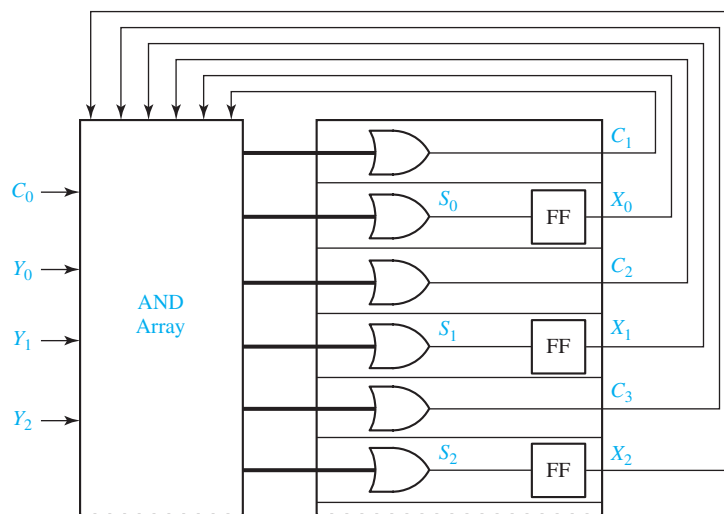 C₁
S₀
FF
X₀
C₀
Y₀
C₂
AND
Array
S₁
FF
X₁
Y₁
C₃
Y₂
S₂
FF
X₂